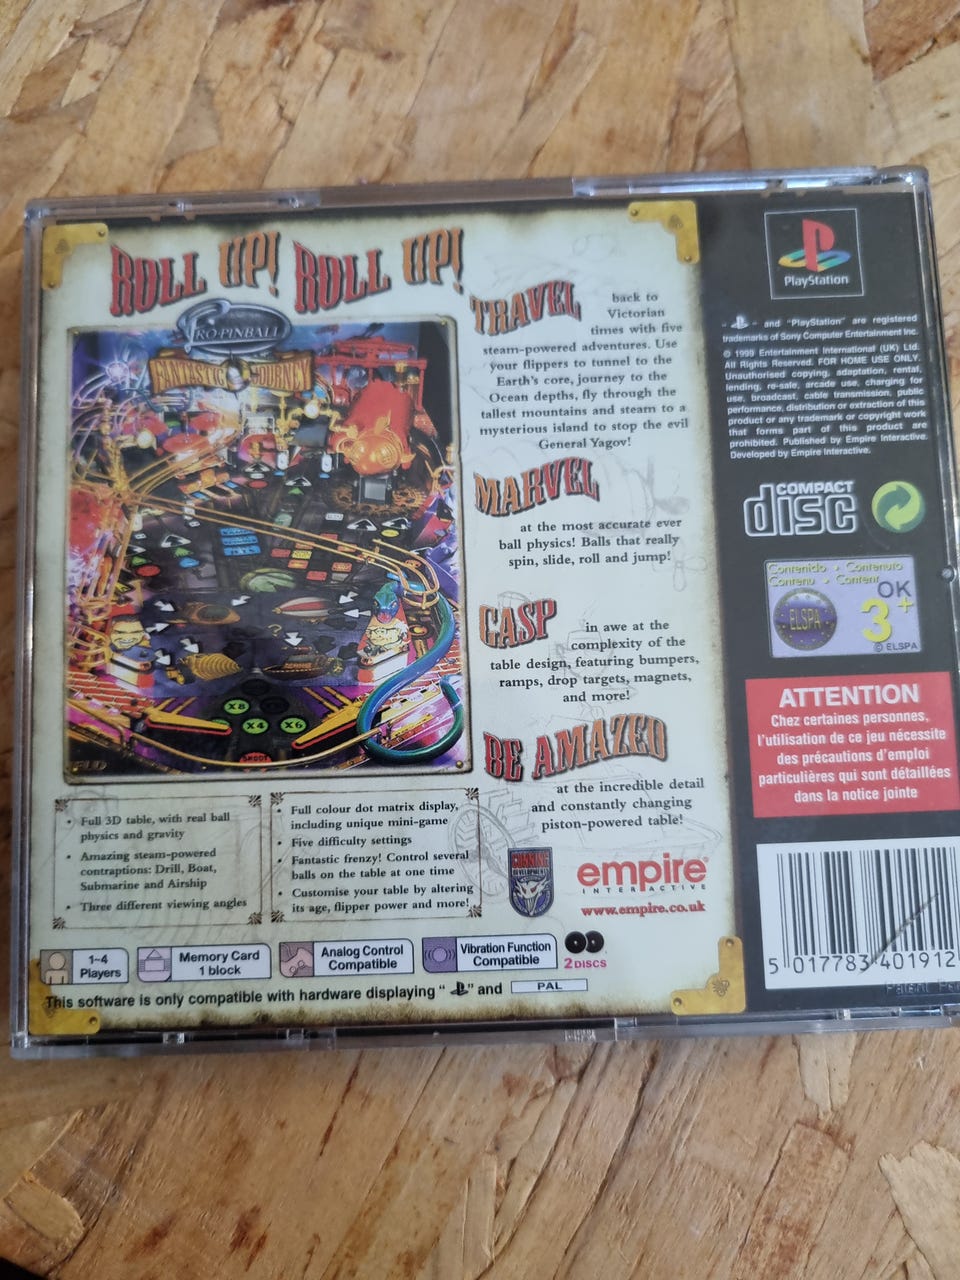 ROLL UP! ROLL UP!
PRO-PINBALL
FANTASTIC JOURNEY
X8
X4 X6
SHOOT
TRAVEL back to
Victorian
times with five
steam-powered adventures. Use
your flippers to tunnel to the
Earth's core, journey to the
Ocean depths, fly through the
tallest mountains and steam to a
mysterious island to stop the evil
General Yagov!
MARVEL
at the most accurate ever
ball physics! Balls that really
spin, slide, roll and jump!
GASP in awe at the
complexity of the
table design, featuring bumpers,
ramps, drop targets, magnets,
and more!
BE AMAZED
at the incredible detail
and constantly changing
piston-powered table!
• Full 3D table, with real ball
physics and gravity
• Amazing steam-powered
contraptions: Drill, Boat,
Submarine and Airship
• Three different viewing angles
• Full colour dot matrix display,
including unique mini-game
• Five difficulty settings
• Fantastic frenzy! Control several
balls on the table at one time
• Customise your table by altering
its age, flipper power and more!
CUNNING
DEVELOPMENTS
empire
INTERACTIVE
www.empire.co.uk
1~4
Players
Memory Card
1 block
Analog Control
Compatible
Vibration Function
Compatible
2 DISCS
This software is only compatible with hardware displaying " " and PAL
PlayStation
" " and "PlayStation" are registered
trademarks of Sony Computer Entertainment Inc.
© 1999 Entertainment International (UK) Ltd.
All Rights Reserved. FOR HOME USE ONLY.
Unauthorised copying, adaptation, rental,
lending, re-sale, arcade use, charging for
use, broadcast, cable transmission, public
performance, distribution or extraction of this
product or any trademark or copyright work
that forms part of this product are
prohibited. Published by Empire Interactive.
Developed by Empire Interactive.
COMPACT
disc
Contenido • Contenuto
Contenu • Content
ELSPA
OK
3+
© ELSPA
ATTENTION
Chez certaines personnes,
l'utilisation de ce jeu nécessite
des précautions d'emploi
particulières qui sont détaillées
dans la notice jointe
5 017783 401912